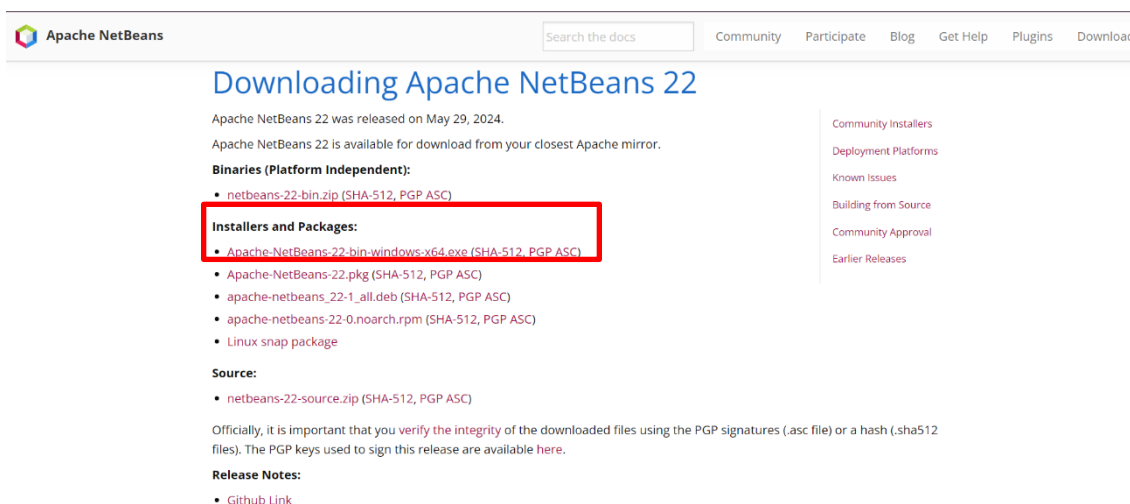 Apache NetBeans
Search the docs
Community Participate Blog Get Help Plugins Download
Downloading Apache NetBeans 22
Apache NetBeans 22 was released on May 29, 2024.
Apache NetBeans 22 is available for download from your closest Apache mirror.
Binaries (Platform Independent):
• netbeans-22-bin.zip (SHA-512, PGP ASC)
Installers and Packages:
• Apache-NetBeans-22-bin-windows-x64.exe (SHA-512, PGP ASC)
• Apache-NetBeans-22.pkg (SHA-512, PGP ASC)
• apache-netbeans_22-1_all.deb (SHA-512, PGP ASC)
• apache-netbeans-22-0.noarch.rpm (SHA-512, PGP ASC)
• Linux snap package
Source:
• netbeans-22-source.zip (SHA-512, PGP ASC)
Officially, it is important that you verify the integrity of the downloaded files using the PGP signatures (.asc file) or a hash (.sha512
files). The PGP keys used to sign this release are available here.
Release Notes:
• Github Link
Community Installers
Deployment Platforms
Known Issues
Building from Source
Community Approval
Earlier Releases